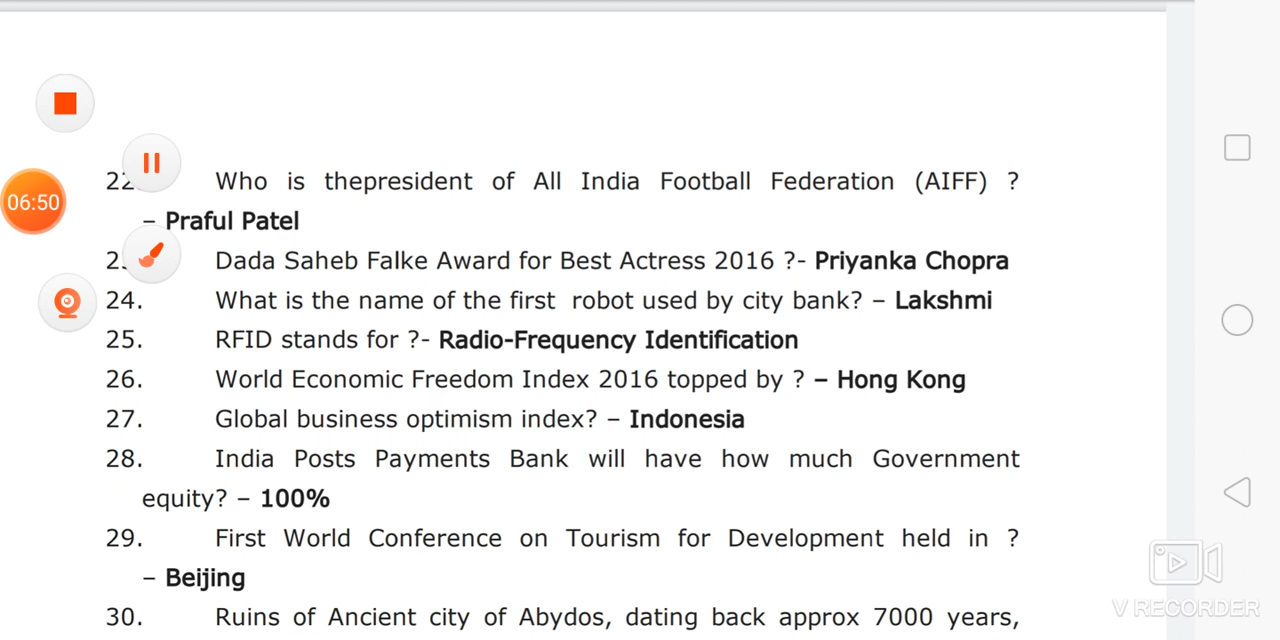 22. Who is thepresident of All India Football Federation (AIFF) ?
– Praful Patel
06:50
23. Dada Saheb Falke Award for Best Actress 2016 ?- Priyanka Chopra
24. What is the name of the first robot used by city bank? – Lakshmi
25. RFID stands for ?- Radio-Frequency Identification
26. World Economic Freedom Index 2016 topped by ? – Hong Kong
27. Global business optimism index? – Indonesia
28. India Posts Payments Bank will have how much Government
equity? – 100%
29. First World Conference on Tourism for Development held in ?
– Beijing
30. Ruins of Ancient city of Abydos, dating back approx 7000 years,
V RECORDER